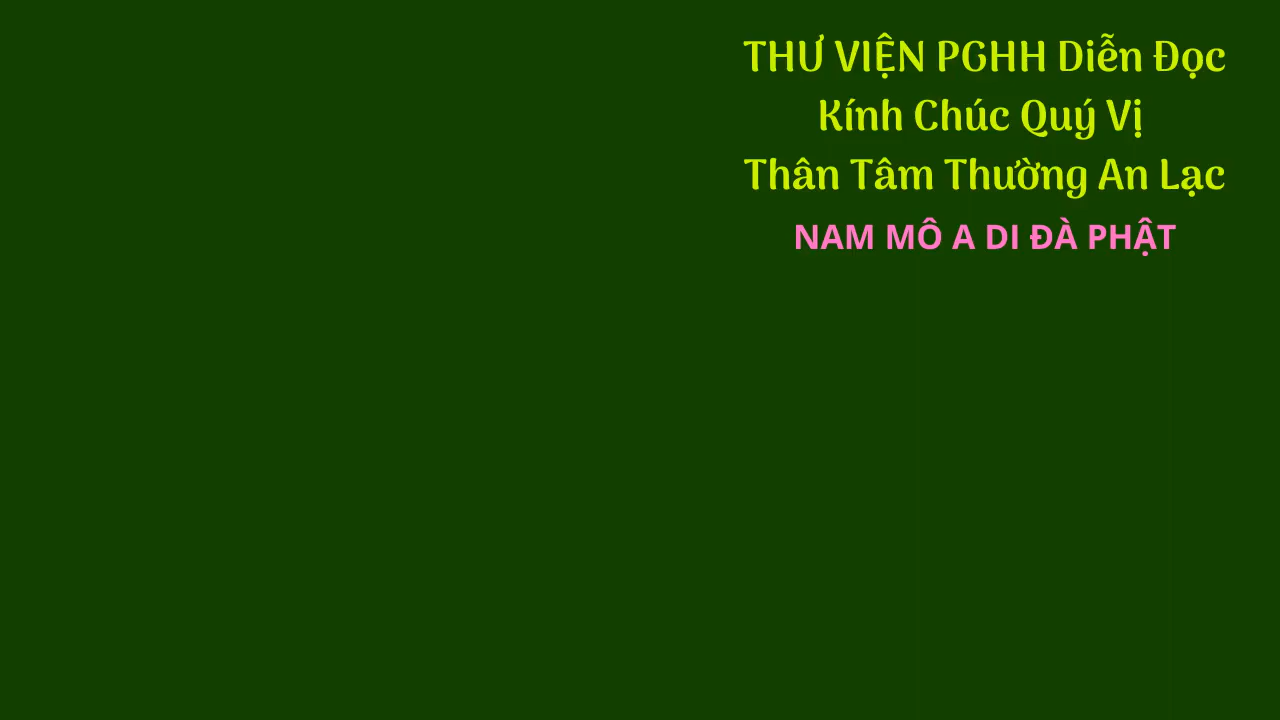 THƯ VIỆN PGHH Diễn Đọc
Kính Chúc Quý Vị
Thân Tâm Thường An Lạc
NAM MÔ A DI ĐÀ PHẬT